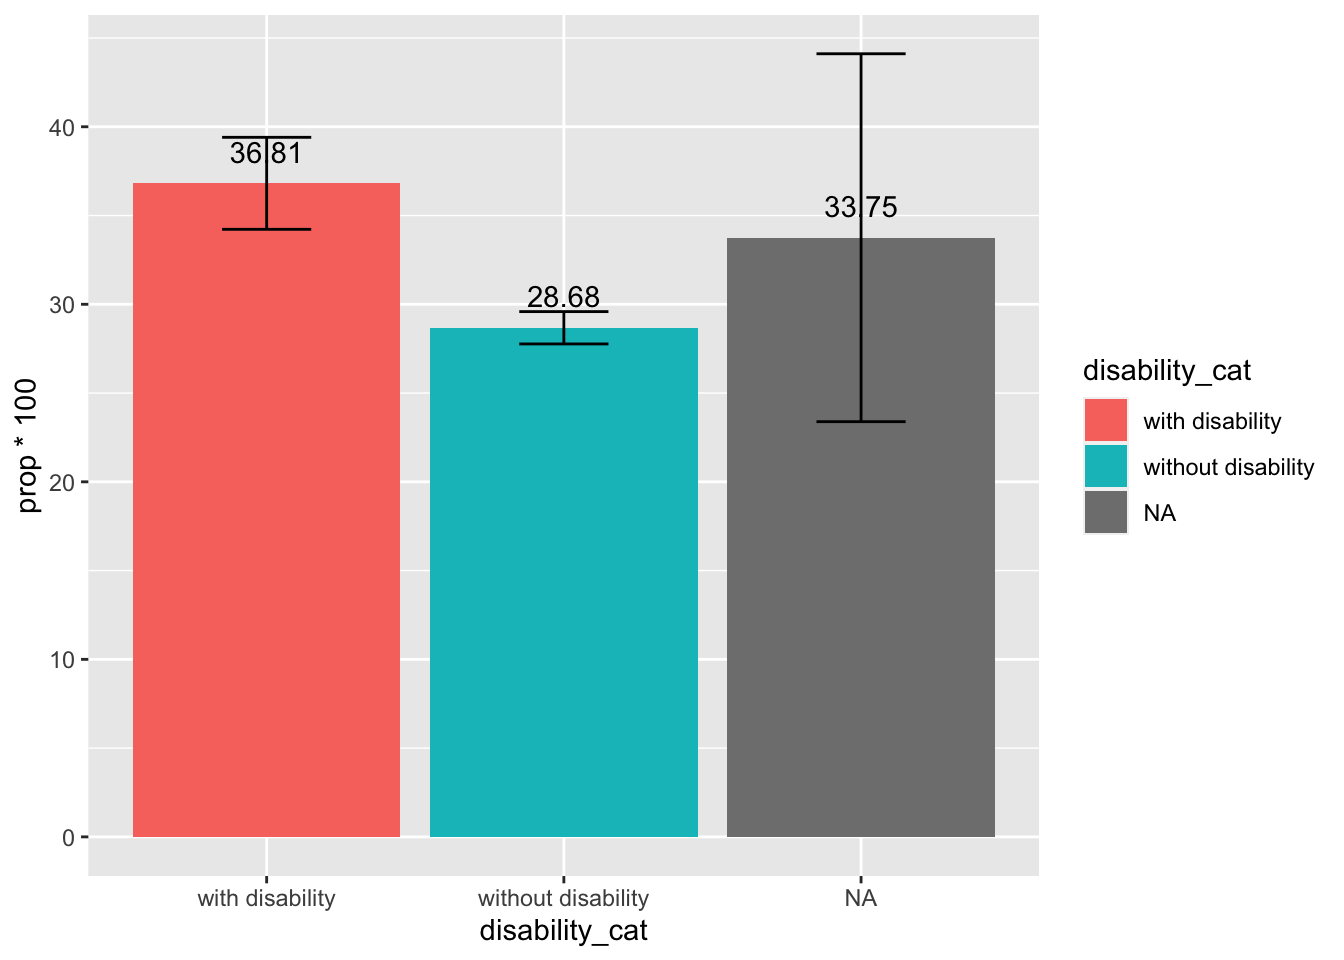 40
30
20
10
0
prop * 100
36.81
28.68
33.75
with disability
without disability
NA
disability_cat
disability_cat
with disability
without disability
NA